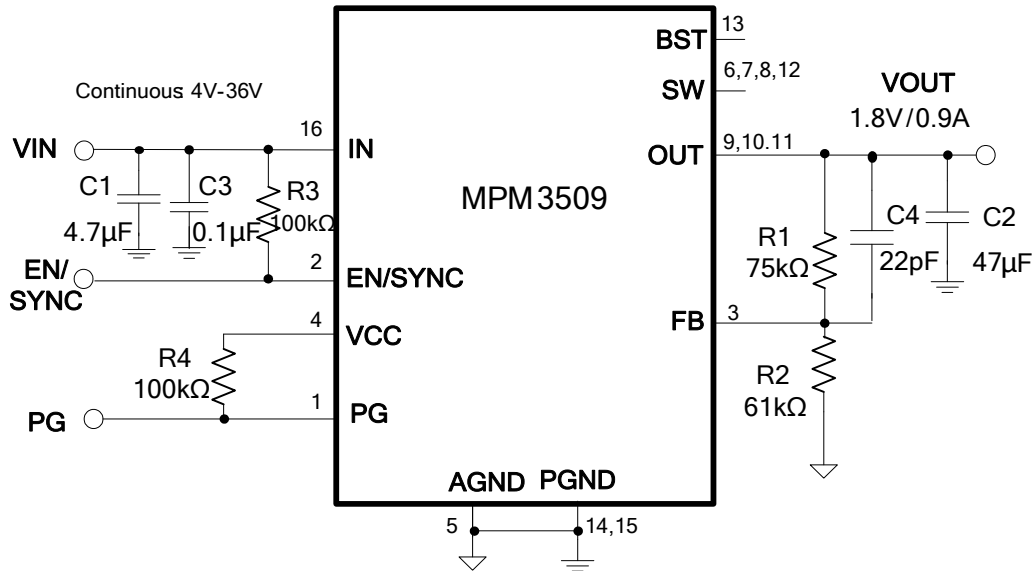 13
BST
6,7,8,12
SW
VOUT
1.8V/0.9A
Continuous: 4V-36V
16
VIN
IN
OUT
9,10.11
MPM3509
C1
4.7µF
C3
0.1µF
R3
100kΩ
R1
75kΩ
C4
22pF
C2
47µF
EN/
SYNC
2
EN/SYNC
FB
3
4
VCC
R4
100kΩ
R2
61kΩ
PG
1
PG
AGND
PGND
5
14,15